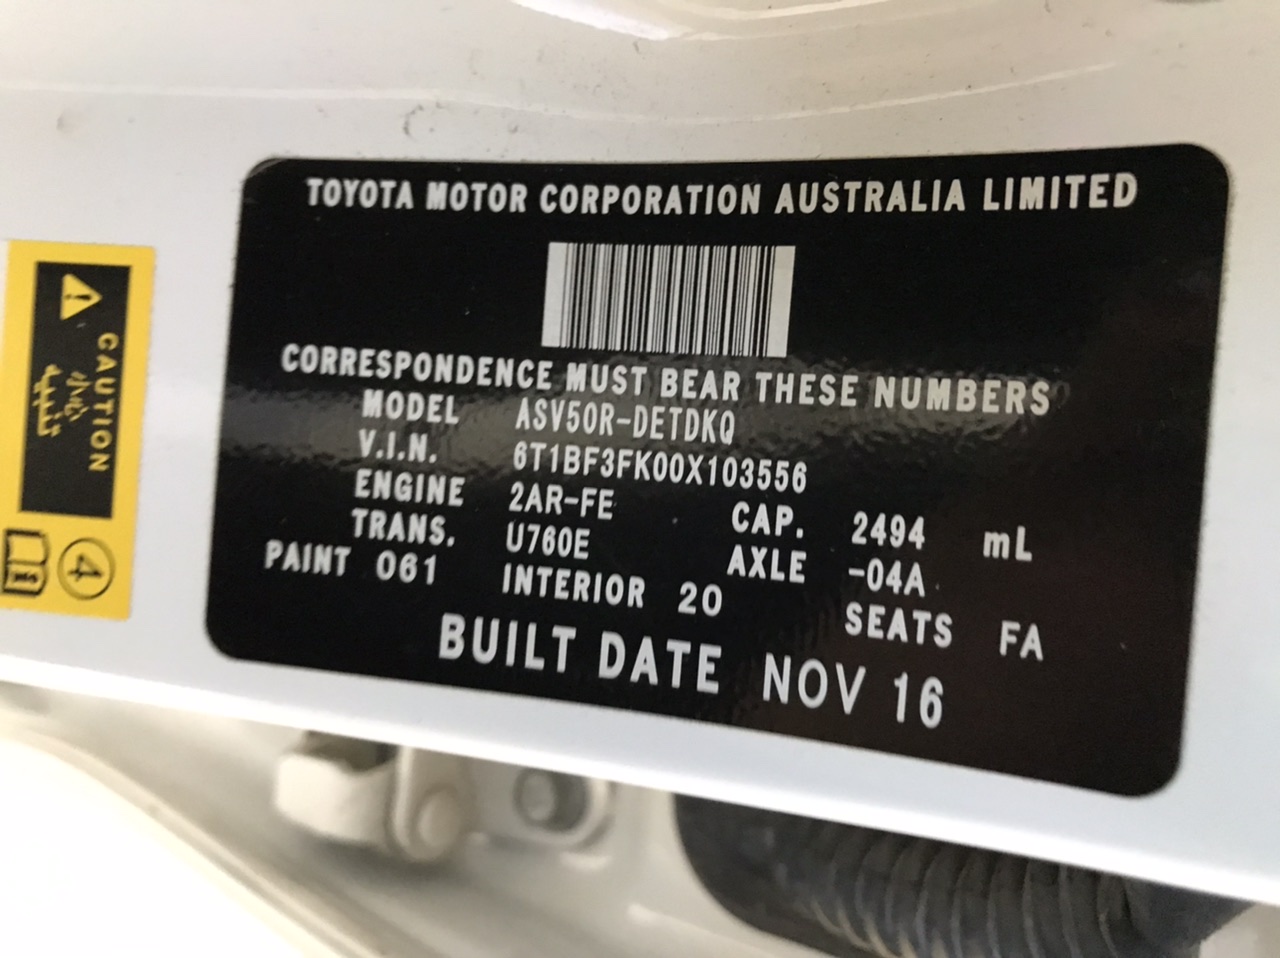 TOYOTA MOTOR CORPORATION AUSTRALIA LIMITED
CORRESPONDENCE MUST BEAR THESE NUMBERS
MODEL ASV50R-DETDKQ
V.I.N. 6T1BF3FK00X103556
ENGINE 2AR-FE CAP. 2494 mL
TRANS. U760E AXLE -04A
PAINT 061 INTERIOR 20 SEATS FA
BUILT DATE NOV 16
CAUTION
4